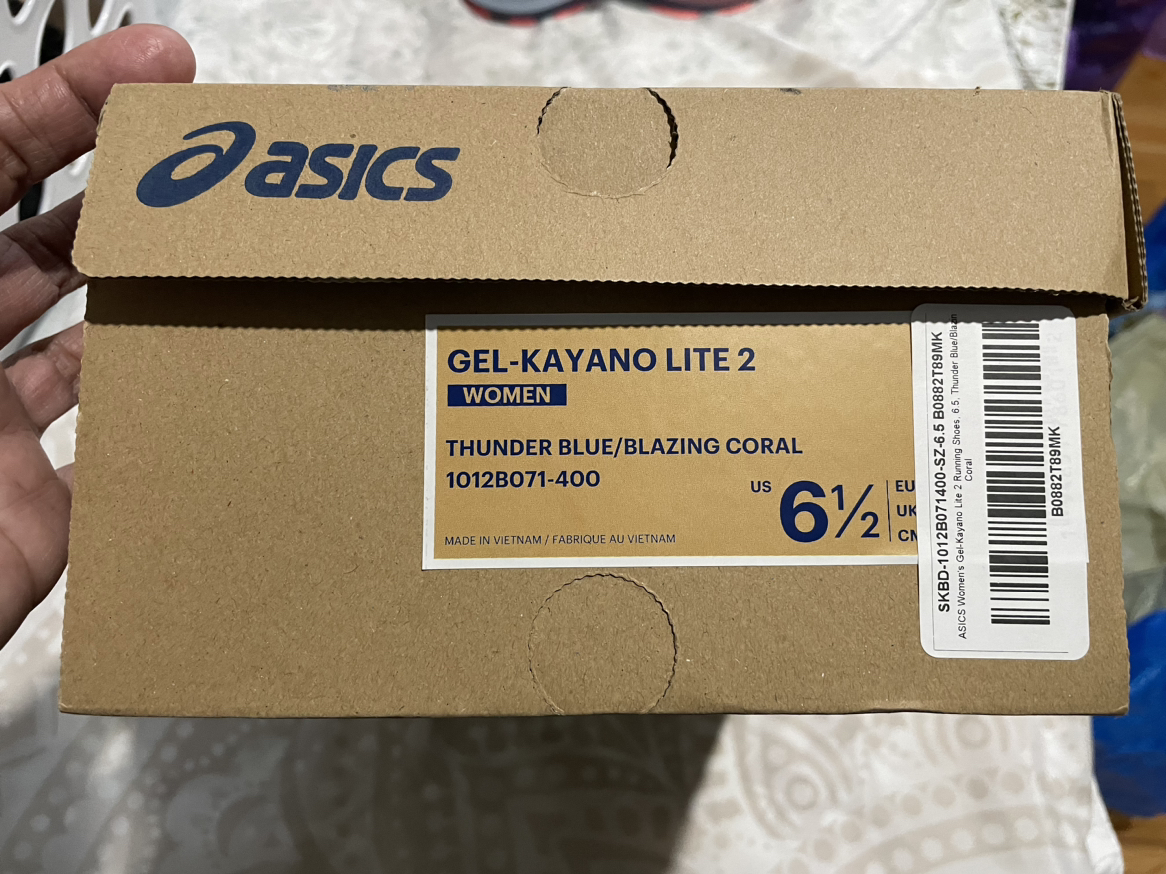 asics
GEL-KAYANO LITE 2
WOMEN
THUNDER BLUE/BLAZING CORAL
1012B071-400
US 6½
EU
UK
CN
MADE IN VIETNAM / FABRIQUE AU VIETNAM
SKBD-1012B071400-SZ-6.5 B0882T89MK
ASICS Women's Gel-Kayano Lite 2 Running Shoes, 6 5, Thunder Blue/Blazin
Coral
B0882T89MK